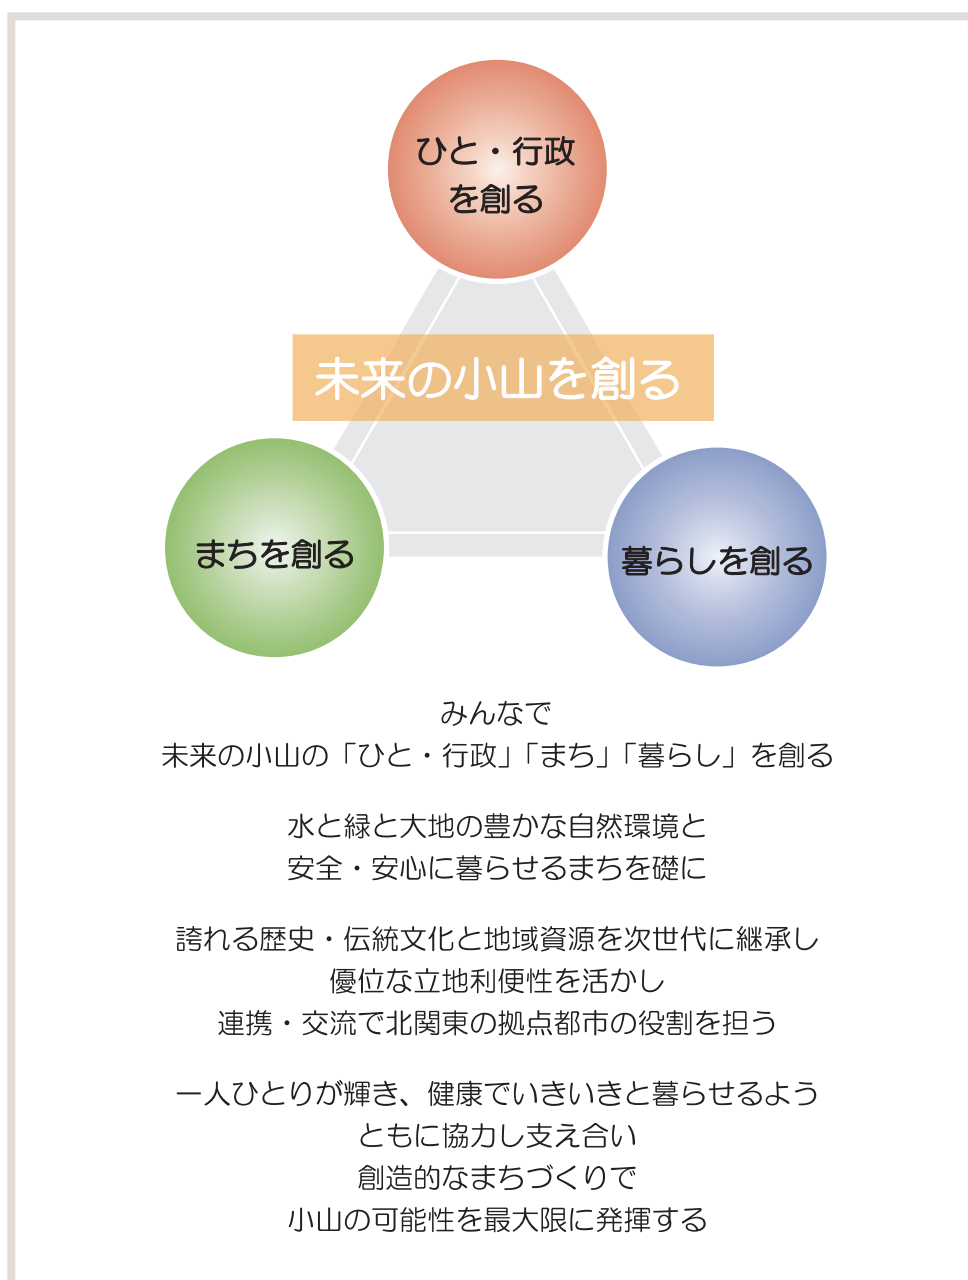 ひと・行政
を創る
未来の小山を創る
まちを創る
暮らしを創る
みんなで
未来の小山の「ひと・行政」「まち」「暮らし」を創る
水と緑と大地の豊かな自然環境と
安全・安心に暮らせるまちを礎に
誇れる歴史・伝統文化と地域資源を次世代に継承し
優位な立地利便性を活かし
連携・交流で北関東の拠点都市の役割を担う
一人ひとりが輝き、健康でいきいきと暮らせるよう
ともに協力し支え合い
創造的なまちづくりで
小山の可能性を最大限に発揮する